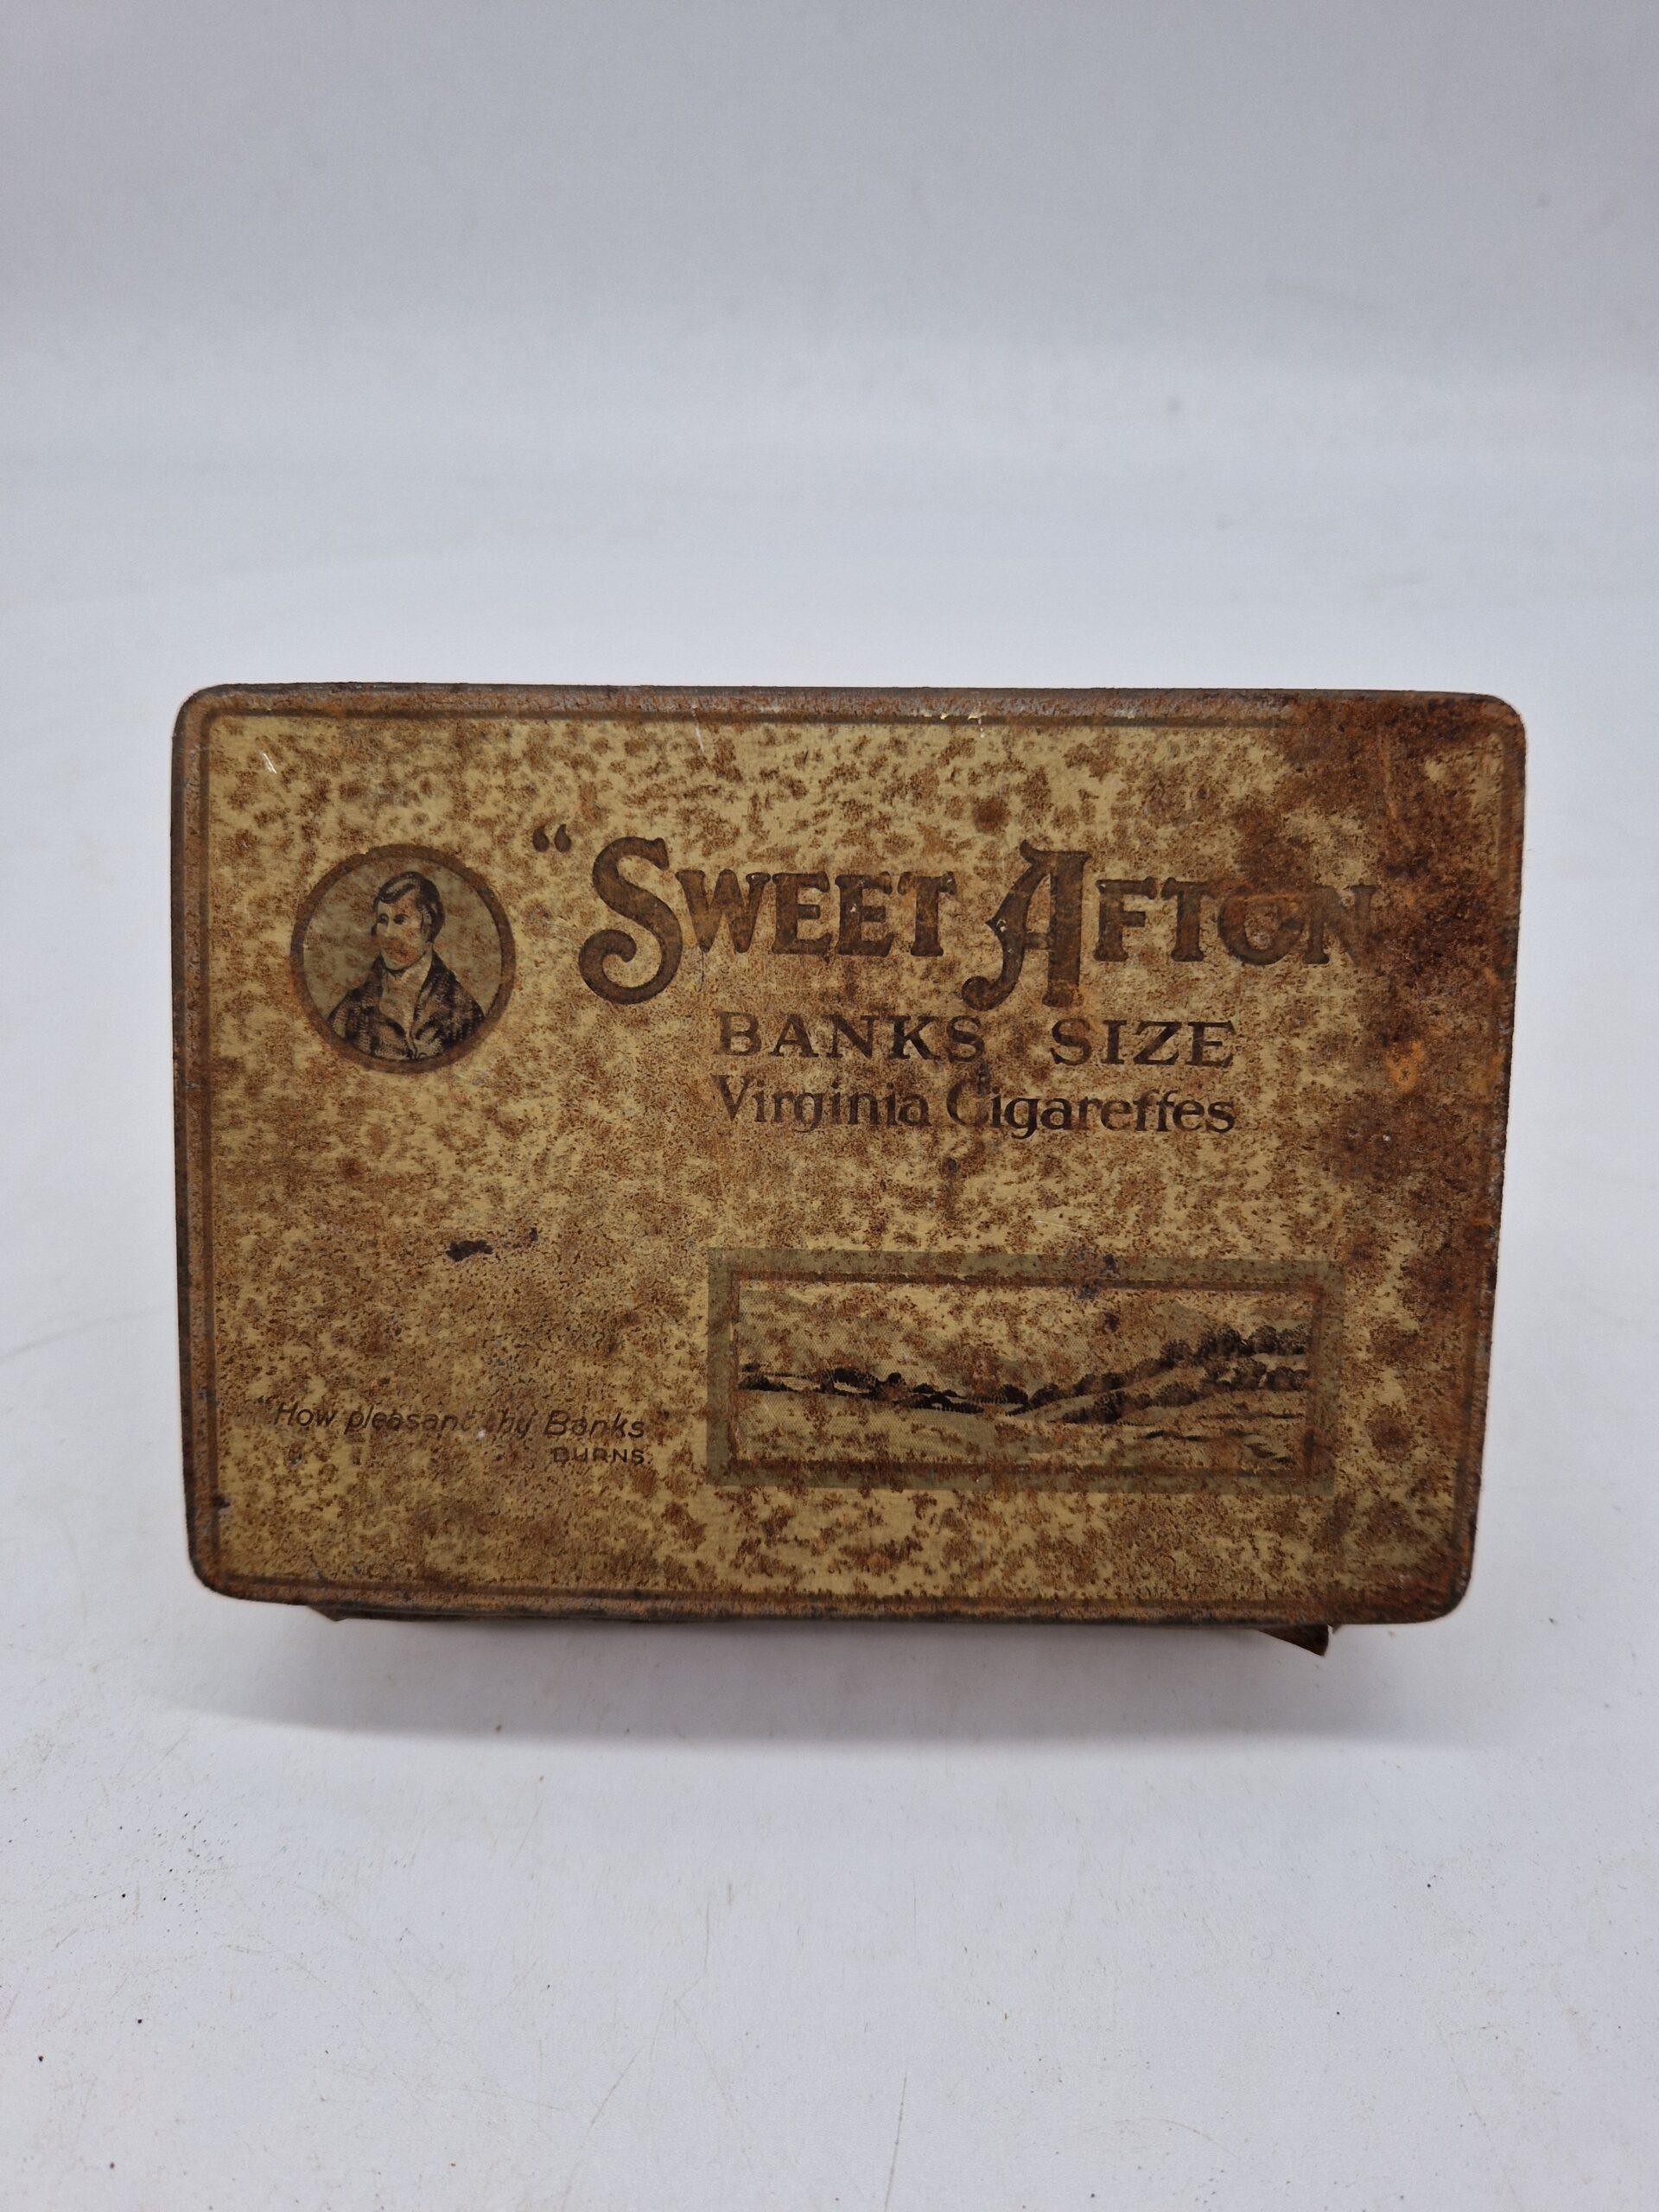 "SWEET AFTON
BANKS SIZE
Virginia Cigarettes
"How pleasant thy Banks"
BURNS.